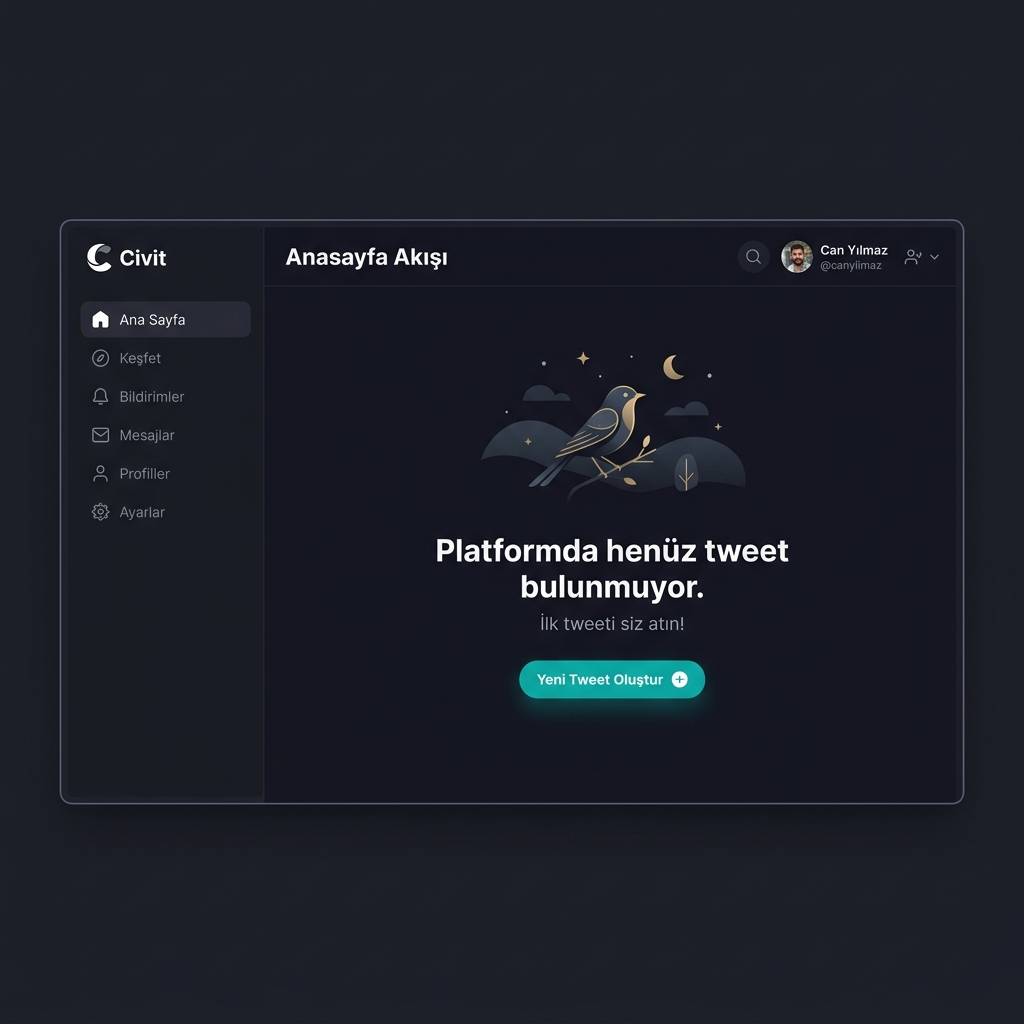 Civit
Ana Sayfa
Keşfet
Bildirimler
Mesajlar
Profiller
Ayarlar
Anasayfa Akışı
Can Yılmaz
@canyilmaz
Platformda henüz tweet
bulunmuyor.
İlk tweeti siz atın!
Yeni Tweet Oluştur